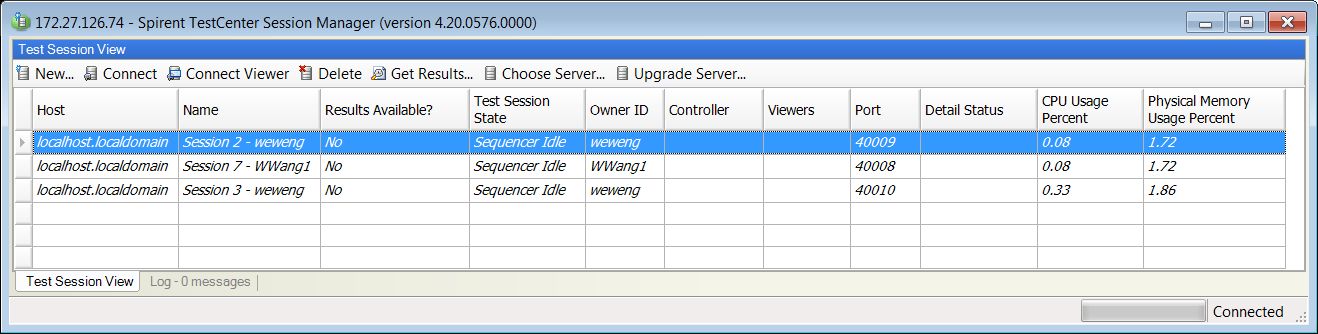 172.27.126.74 - Spirent TestCenter Session Manager (version 4.20.0576.0000)
Test Session View
New... Connect Connect Viewer Delete Get Results... Choose Server... Upgrade Server...
Host Name Results Available? Test Session State Owner ID Controller Viewers Port Detail Status CPU Usage Percent Physical Memory Usage Percent
localhost.localdomain Session 2 - weweng No Sequencer Idle weweng 40009 0.08 1.72
localhost.localdomain Session 7 - WWang1 No Sequencer Idle WWang1 40008 0.08 1.72
localhost.localdomain Session 3 - weweng No Sequencer Idle weweng 40010 0.33 1.86
Test Session View Log - 0 messages
Connected